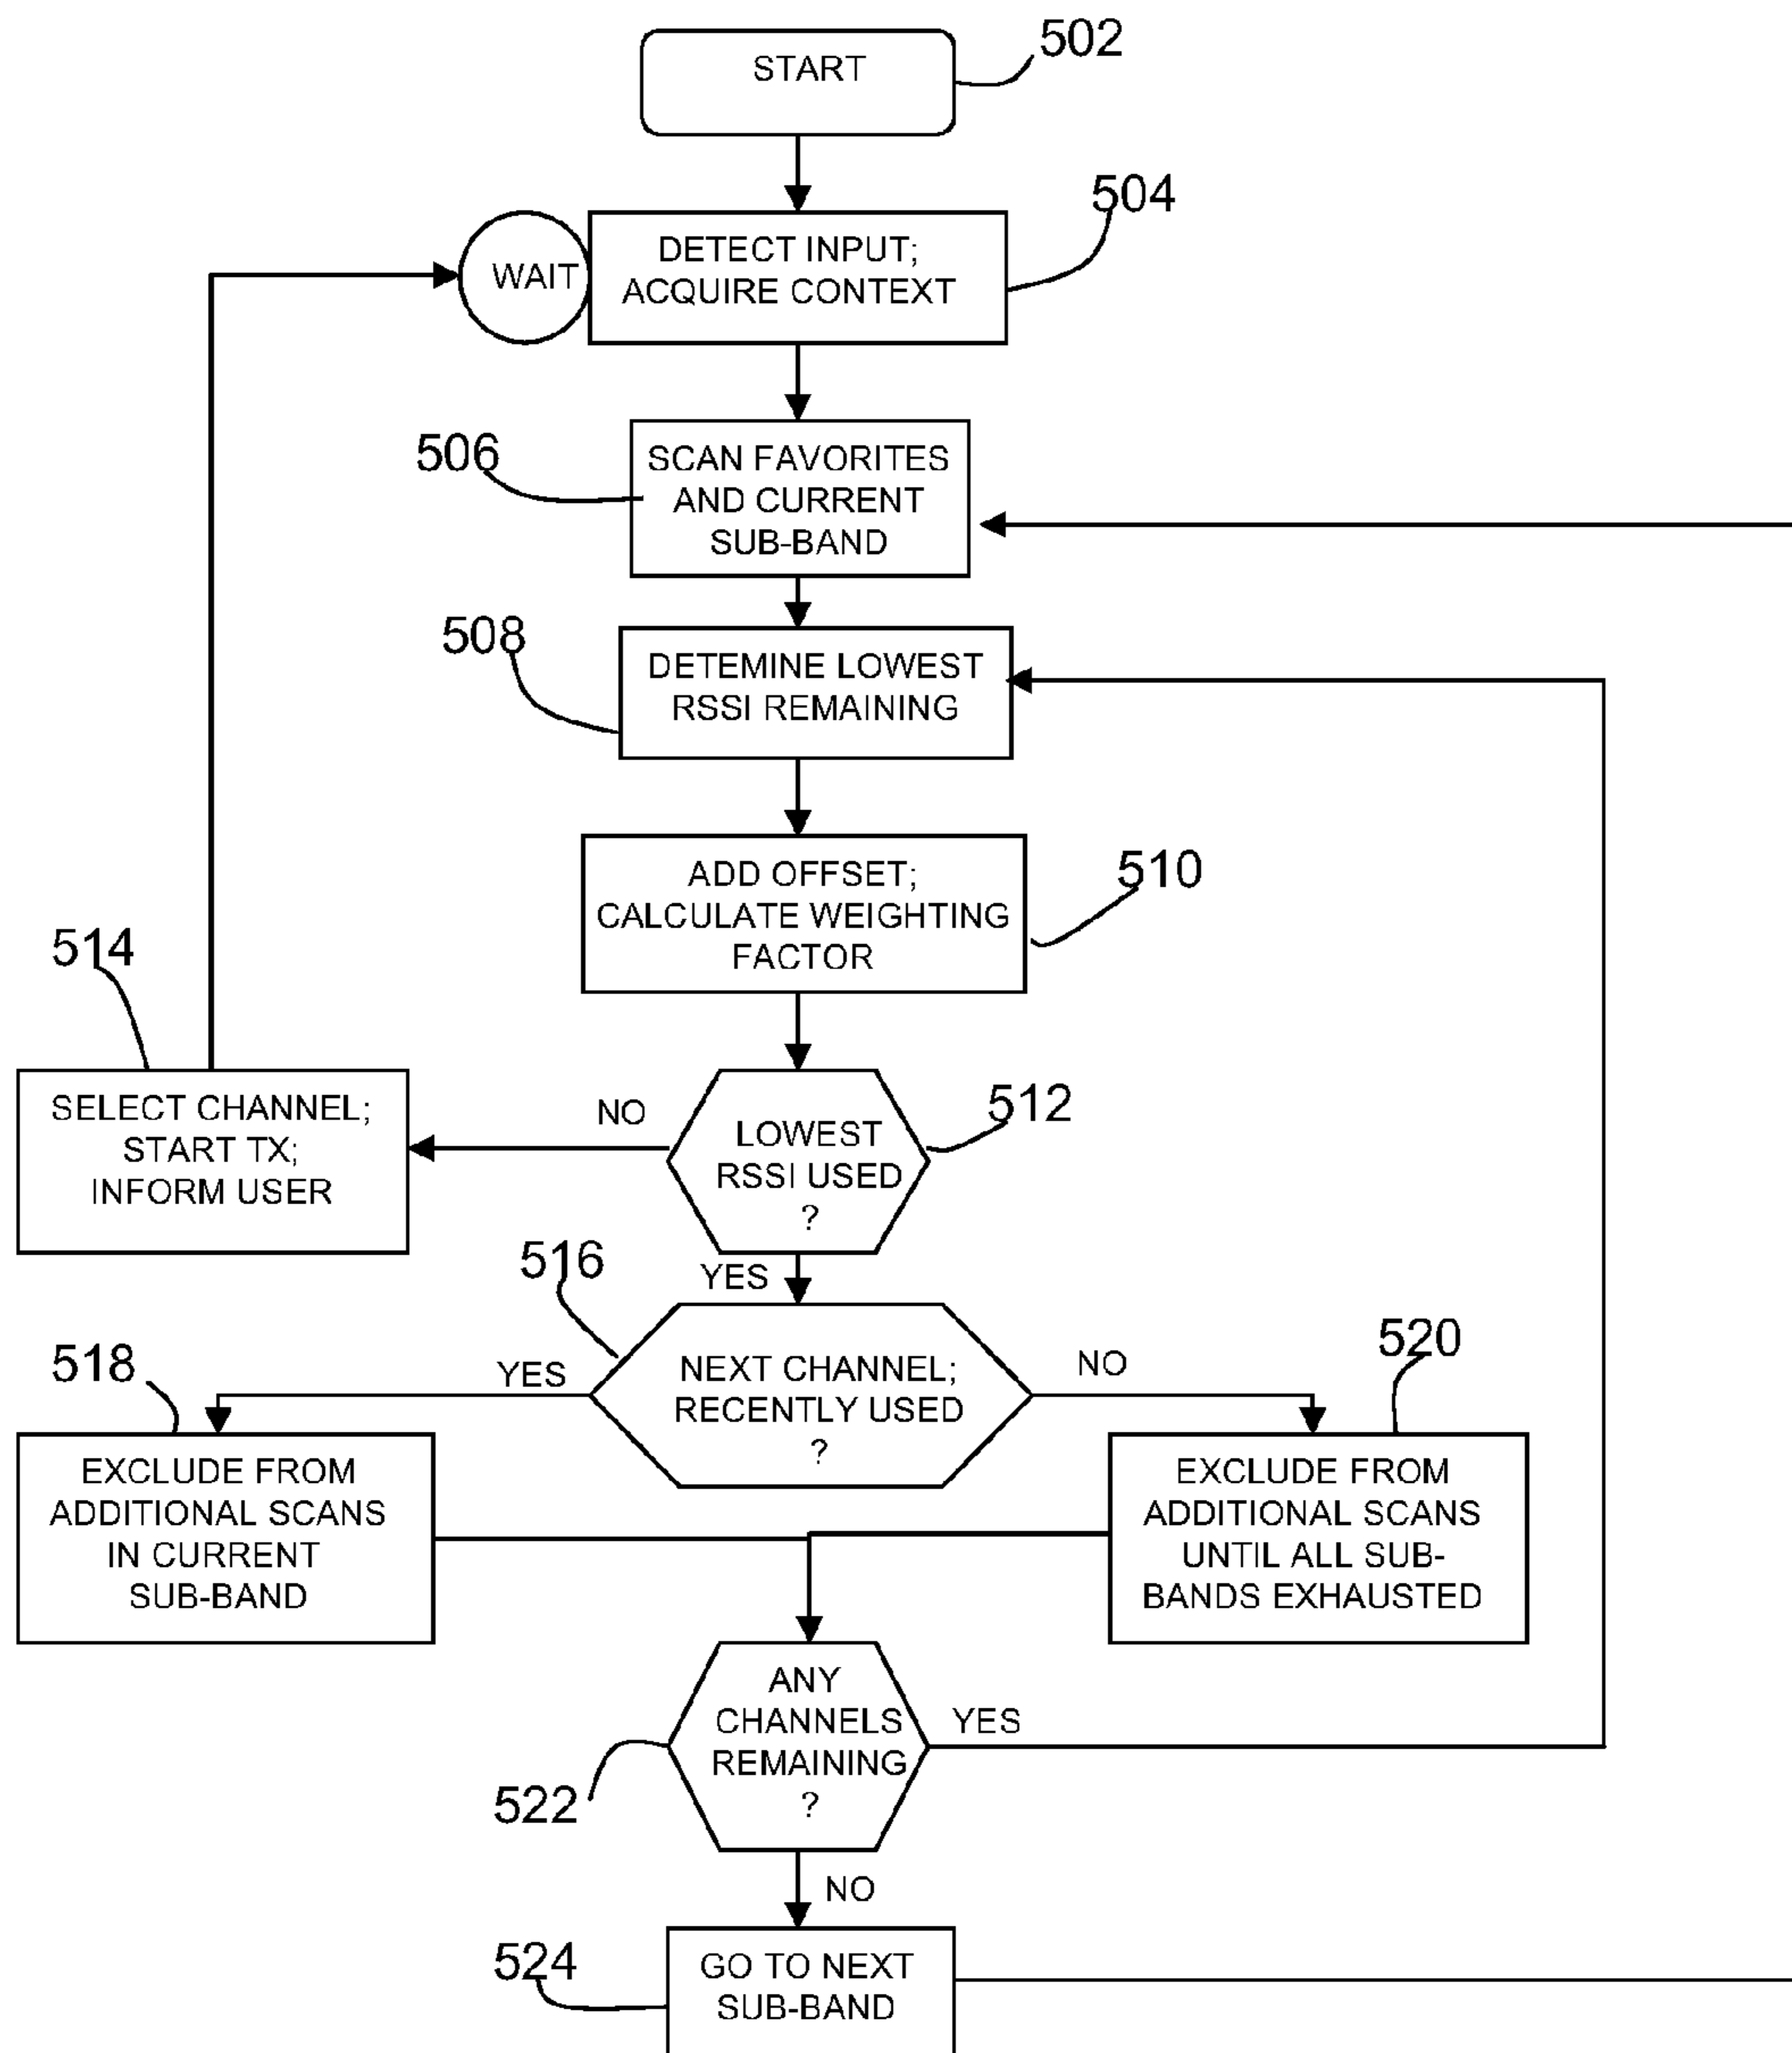 START
502
504
WAIT
DETECT INPUT;
ACQUIRE CONTEXT
506
SCAN FAVORITES
AND CURRENT
SUB-BAND
508
DETEMINE LOWEST
RSSI REMAINING
510
ADD OFFSET;
CALCULATE WEIGHTING
FACTOR
514
SELECT CHANNEL;
START TX;
INFORM USER
NO
512
LOWEST
RSSI USED
?
YES
516
NEXT CHANNEL;
RECENTLY USED
?
YES
NO
518
EXCLUDE FROM
ADDITIONAL SCANS
IN CURRENT
SUB-BAND
520
EXCLUDE FROM
ADDITIONAL SCANS
UNTIL ALL SUB-
BANDS EXHAUSTED
ANY
CHANNELS
REMAINING
?
YES
522
NO
524
GO TO NEXT
SUB-BAND